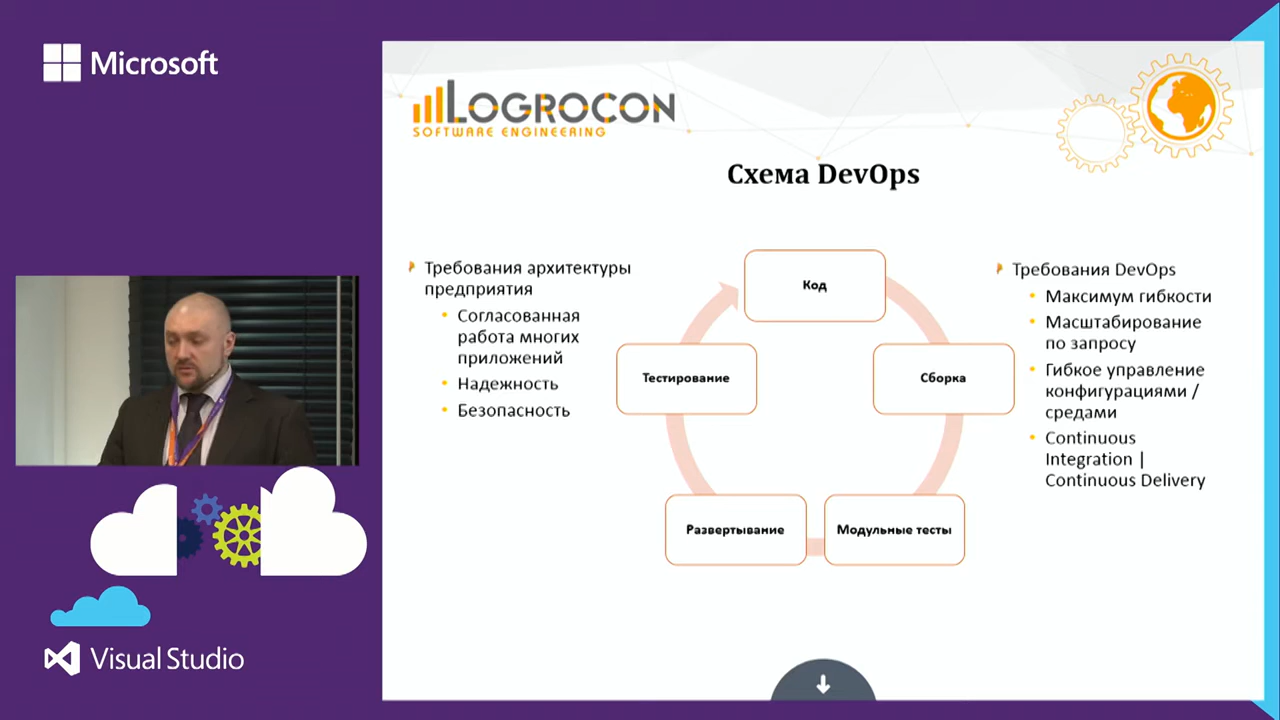 Microsoft
LOGROCON
SOFTWARE ENGINEERING
Схема DevOps
Требования архитектуры
предприятия
Согласованная
работа многих
приложений
Надежность
Безопасность
Код
Сборка
Модульные тесты
Развертывание
Тестирование
Требования DevOps
Максимум гибкости
Масштабирование
по запросу
Гибкое управление
конфигурациями /
средами
Continuous
Integration |
Continuous Delivery
Visual Studio